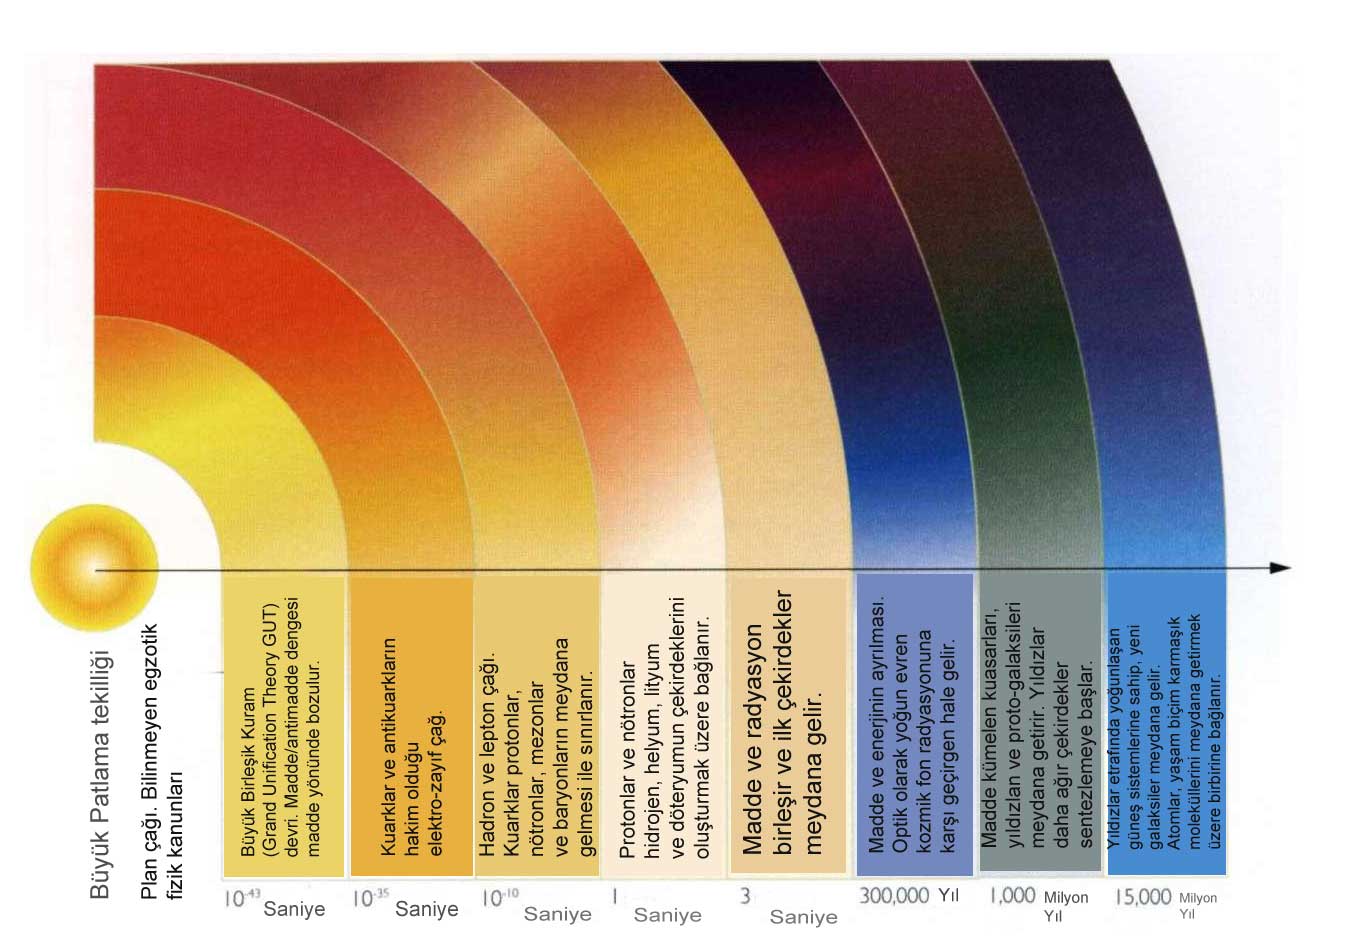 Büyük Patlama tekilliği
Plan çağı. Bilinmeyen egzotik
fizik kanunları
Büyük Birleşik Kuram
(Grand Unification Theory GUT)
devri. Madde/antimadde dengesi
madde yönünde bozulur.
Kuarklar ve antikuarkların
hakim olduğu
elektro-zayıf çağ.
Hadron ve lepton çağı.
Kuarklar protonlar,
nötronlar, mezonlar
ve baryonların meydana
gelmesi ile sınırlanır.
Protonlar ve nötronlar
hidrojen, helyum, lityum
ve döteryumun çekirdeklerini
oluşturmak üzere bağlanır.
Madde ve radyasyon
birleşir ve ilk çekirdekler
meydana gelir.
Madde ve enerjinin ayrılması.
Optik olarak yoğun evren
kozmik fon radyasyonuna
karşı geçirgen hale gelir.
Madde kümelen kuasarları,
yıldızları ve proto-galaksileri
meydana getirir. Yıldızlar
daha ağır çekirdekler
sentezlemeye başlar.
Yıldızlar etrafında yoğunlaşan
güneş sistemlerine sahip, yeni
galaksiler meydana gelir.
Atomlar, yaşam biçim karmaşık
molekülleri meydana getirmek
üzere birbirine bağlanır.
10⁻⁴³ Saniye
10⁻³⁵ Saniye
10⁻¹⁰ Saniye
1 Saniye
3 Saniye
300,000 Yıl
1,000 Milyon
Yıl
15,000 Milyon
Yıl